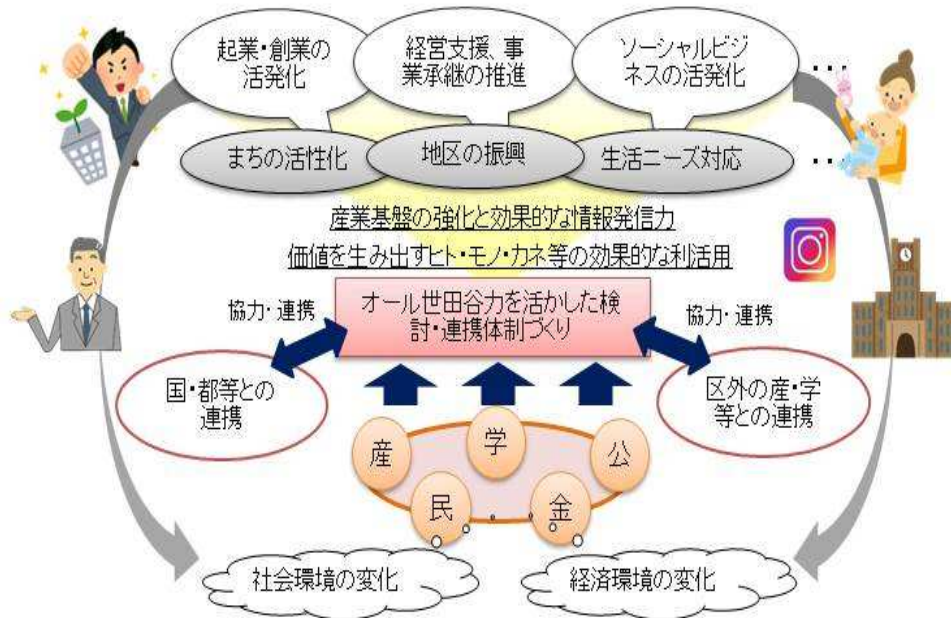 起業・創業の
活発化
経営支援、事
業承継の推進
ソーシャルビジ
ネスの活発化
・・・
まちの活性化
地区の振興
生活ニーズ対応
・・・
産業基盤の強化と効果的な情報発信力
価値を生み出すヒト・モノ・カネ等の効果的な利活用
オール世田谷力を活かした検
討・連携体制づくり
協力・連携
協力・連携
国・都等との
連携
区外の産・学
等との連携
産
学
公
民
金
社会環境の変化
経済環境の変化